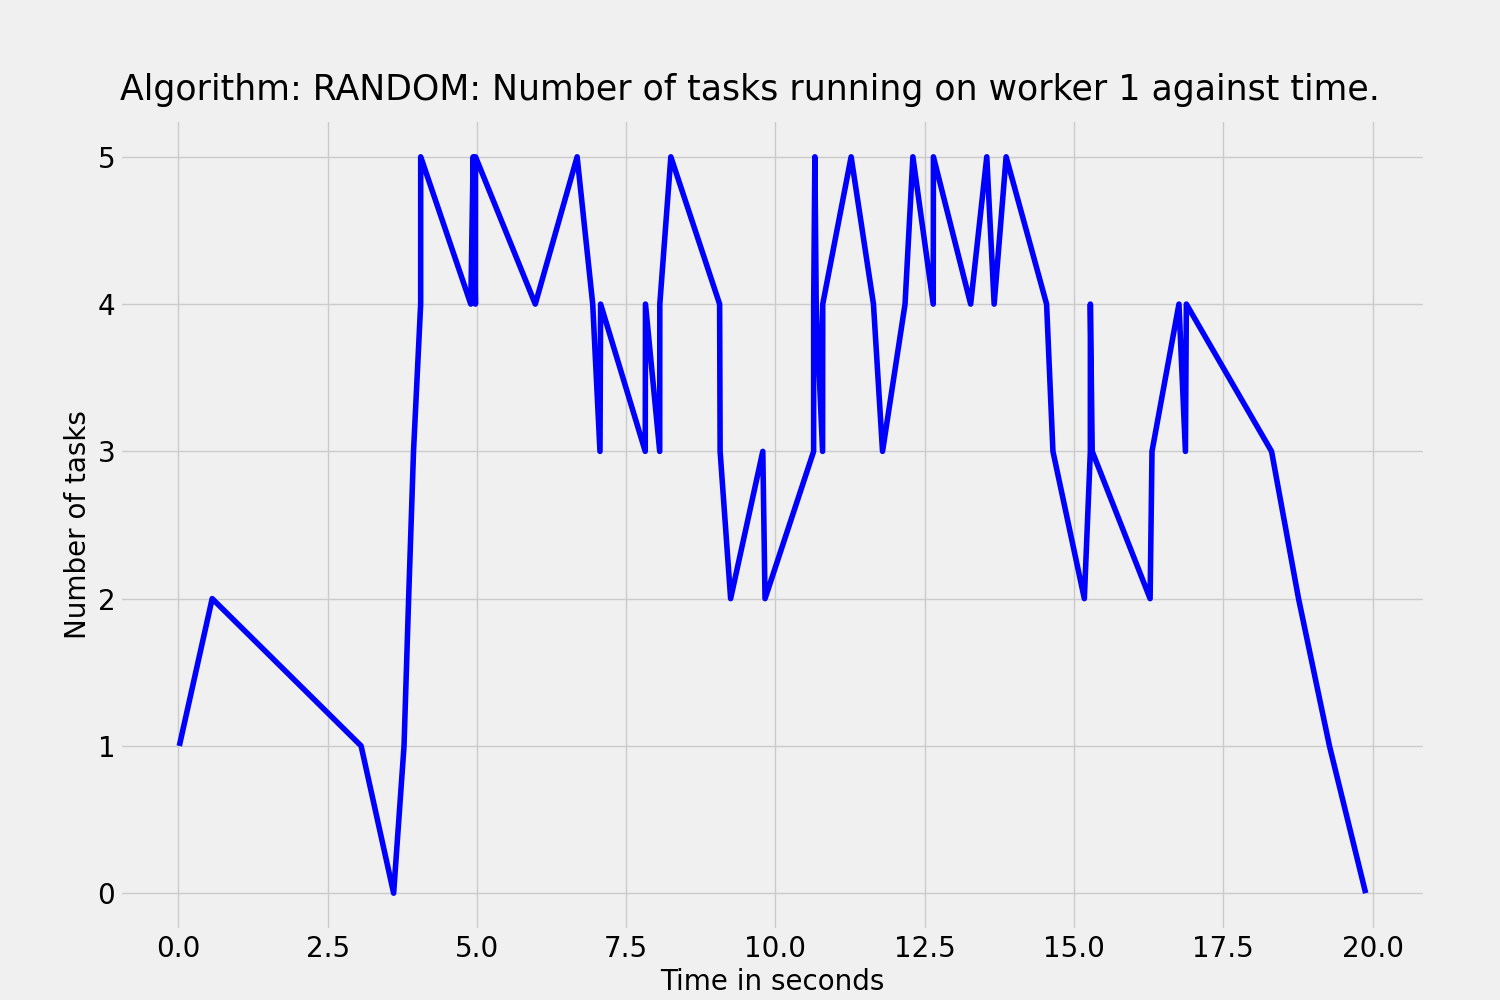 Algorithm: RANDOM: Number of tasks running on worker 1 against time.
5
4
3
2
1
0
Number of tasks
0.0 2.5 5.0 7.5 10.0 12.5 15.0 17.5 20.0
Time in seconds